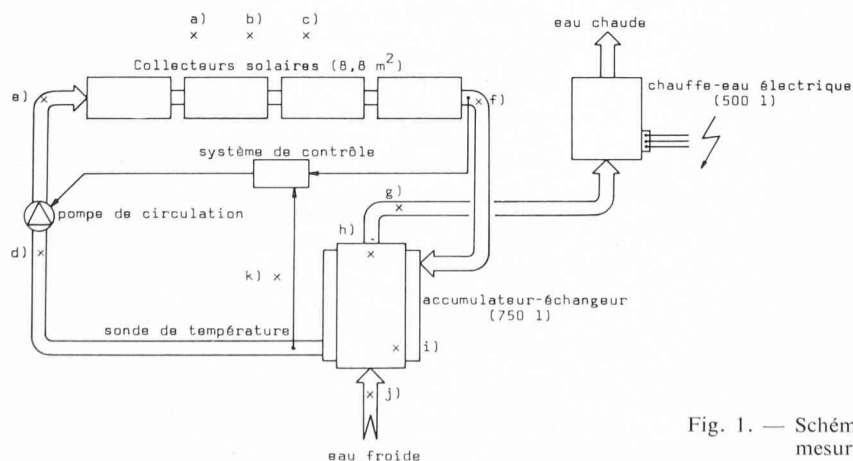 a) b) c)
eau chaude
Collecteurs solaires (8,8 m²)
e)
f)
chauffe-eau électrique
(500 l)
système de contrôle
g)
pompe de circulation
h)
d)
k)
accumulateur-échangeur
(750 l)
sonde de température
i)
j)
eau froide
Fig. 1. — Schém
mesur